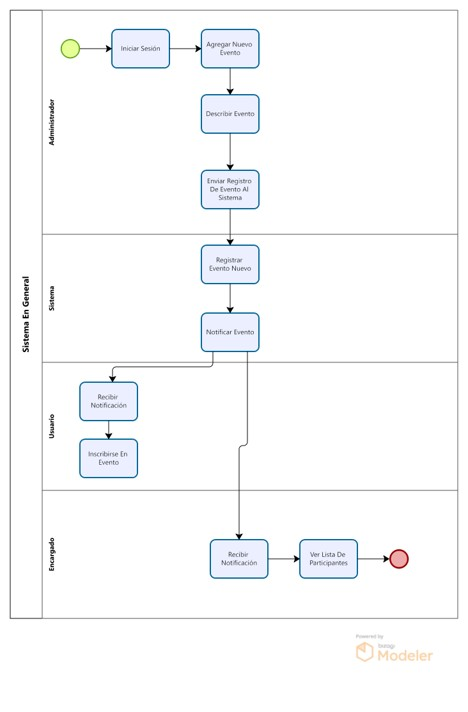 Sistema En General
Administrador
Iniciar Sesión
Agregar Nuevo
Evento
Describir Evento
Enviar Registro
De Evento Al
Sistema
Sistema
Registrar
Evento Nuevo
Notificar Evento
Usuario
Recibir
Notificación
Inscribirse En
Evento
Encargado
Recibir
Notificación
Ver Lista De
Participantes
Powered by
bizagi
Modeler